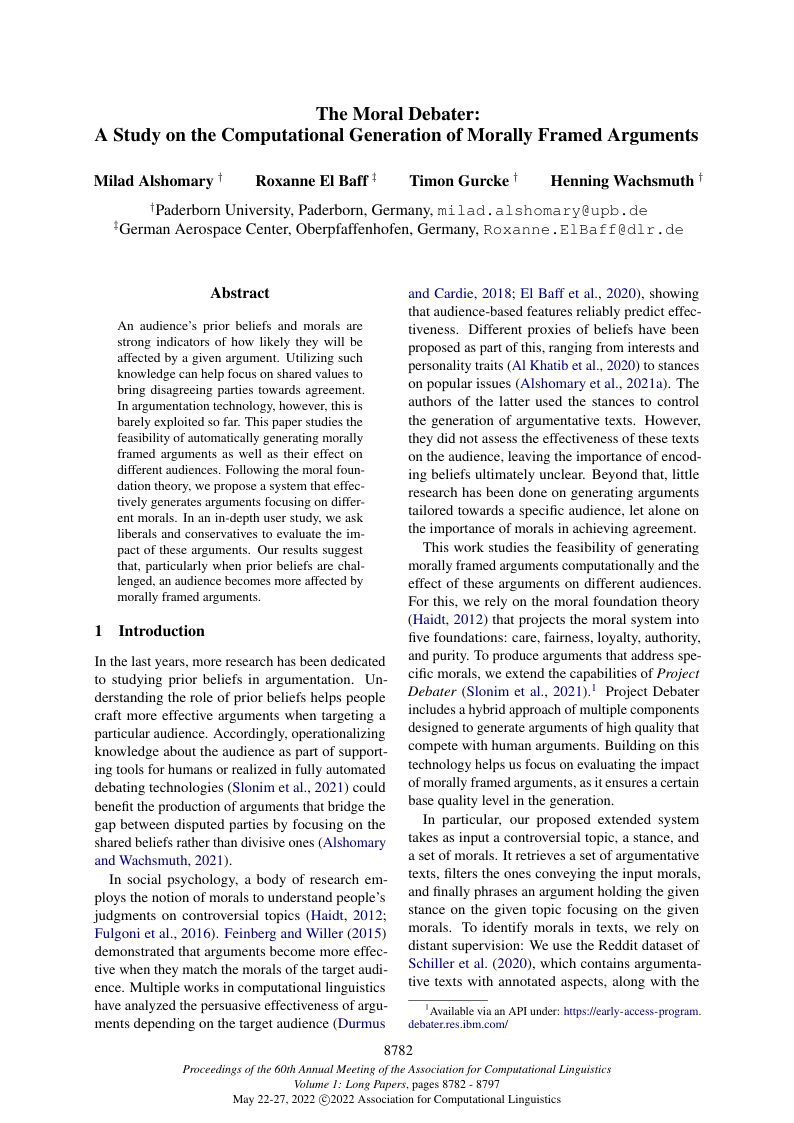 The Moral Debater:
A Study on the Computational Generation of Morally Framed Arguments
Milad Alshomary † Roxanne El Baff ‡ Timon Gurcke † Henning Wachsmuth †
†Paderborn University, Paderborn, Germany, milad.alshomary@upb.de
‡German Aerospace Center, Oberpfaffenhofen, Germany, Roxanne.ElBaff@dlr.de
Abstract
An audience's prior beliefs and morals are
strong indicators of how likely they will be
affected by a given argument. Utilizing such
knowledge can help focus on shared values to
bring disagreeing parties towards agreement.
In argumentation technology, however, this is
barely exploited so far. This paper studies the
feasibility of automatically generating morally
framed arguments as well as their effect on
different audiences. Following the moral foun-
dation theory, we propose a system that effec-
tively generates arguments focusing on differ-
ent morals. In an in-depth user study, we ask
liberals and conservatives to evaluate the im-
pact of these arguments. Our results suggest
that, particularly when prior beliefs are chal-
lenged, an audience becomes more affected by
morally framed arguments.
1 Introduction
In the last years, more research has been dedicated
to studying prior beliefs in argumentation. Un-
derstanding the role of prior beliefs helps people
craft more effective arguments when targeting a
particular audience. Accordingly, operationalizing
knowledge about the audience as part of support-
ing tools for humans or realized in fully automated
debating technologies (Slonim et al., 2021) could
benefit the production of arguments that bridge the
gap between disputed parties by focusing on the
shared beliefs rather than divisive ones (Alshomary
and Wachsmuth, 2021).
In social psychology, a body of research em-
ploys the notion of morals to understand people's
judgments on controversial topics (Haidt, 2012;
Fulgoni et al., 2016). Feinberg and Willer (2015)
demonstrated that arguments become more effec-
tive when they match the morals of the target audi-
ence. Multiple works in computational linguistics
have analyzed the persuasive effectiveness of argu-
ments depending on the target audience (Durmus
and Cardie, 2018; El Baff et al., 2020), showing
that audience-based features reliably predict effec-
tiveness. Different proxies of beliefs have been
proposed as part of this, ranging from interests and
personality traits (Al Khatib et al., 2020) to stances
on popular issues (Alshomary et al., 2021a). The
authors of the latter used the stances to control
the generation of argumentative texts. However,
they did not assess the effectiveness of these texts
on the audience, leaving the importance of encod-
ing beliefs ultimately unclear. Beyond that, little
research has been done on generating arguments
tailored towards a specific audience, let alone on
the importance of morals in achieving agreement.
This work studies the feasibility of generating
morally framed arguments computationally and the
effect of these arguments on different audiences.
For this, we rely on the moral foundation theory
(Haidt, 2012) that projects the moral system into
five foundations: care, fairness, loyalty, authority,
and purity. To produce arguments that address spe-
cific morals, we extend the capabilities of Project
Debater (Slonim et al., 2021).1 Project Debater
includes a hybrid approach of multiple components
designed to generate arguments of high quality that
compete with human arguments. Building on this
technology helps us focus on evaluating the impact
of morally framed arguments, as it ensures a certain
base quality level in the generation.
In particular, our proposed extended system
takes as input a controversial topic, a stance, and
a set of morals. It retrieves a set of argumentative
texts, filters the ones conveying the input morals,
and finally phrases an argument holding the given
stance on the given topic focusing on the given
morals. To identify morals in texts, we rely on
distant supervision: We use the Reddit dataset of
Schiller et al. (2020), which contains argumenta-
tive texts with annotated aspects, along with the
1Available via an API under: https://early-access-program.
debater.res.ibm.com/
8782
Proceedings of the 60th Annual Meeting of the Association for Computational Linguistics
Volume 1: Long Papers, pages 8782 - 8797
May 22-27, 2022 ©2022 Association for Computational Linguistics